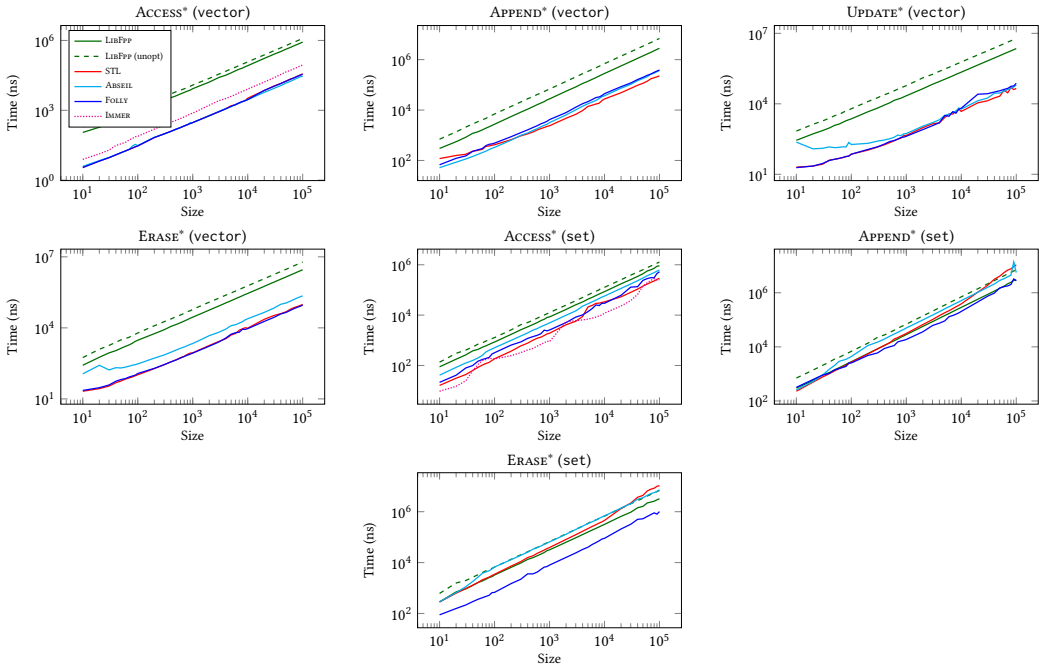 ACCESS* (vector)
Time (ns)
10^6
10^3
10^0
LIBFPP
LIBFPP (unopt)
STL
ABSEIL
FOLLY
IMMER
10^1 10^2 10^3 10^4 10^5
Size
APPEND* (vector)
Time (ns)
10^6
10^4
10^2
10^1 10^2 10^3 10^4 10^5
Size
UPDATE* (vector)
Time (ns)
10^7
10^4
10^1
10^1 10^2 10^3 10^4 10^5
Size
ERASE* (vector)
Time (ns)
10^7
10^4
10^1
10^1 10^2 10^3 10^4 10^5
Size
ACCESS* (set)
Time (ns)
10^6
10^4
10^2
10^1 10^2 10^3 10^4 10^5
Size
APPEND* (set)
Time (ns)
10^6
10^4
10^2
10^1 10^2 10^3 10^4 10^5
Size
ERASE* (set)
Time (ns)
10^6
10^4
10^2
10^1 10^2 10^3 10^4 10^5
Size